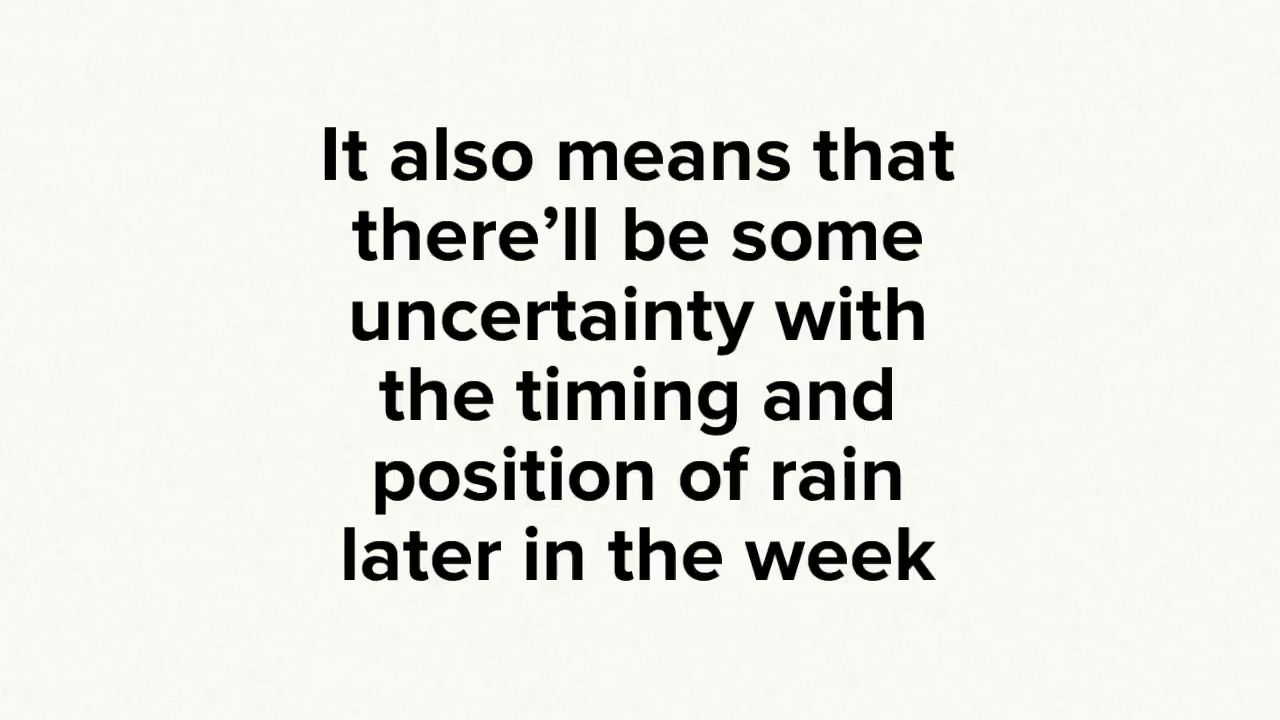 It also means that
there’ll be some
uncertainty with
the timing and
position of rain
later in the week